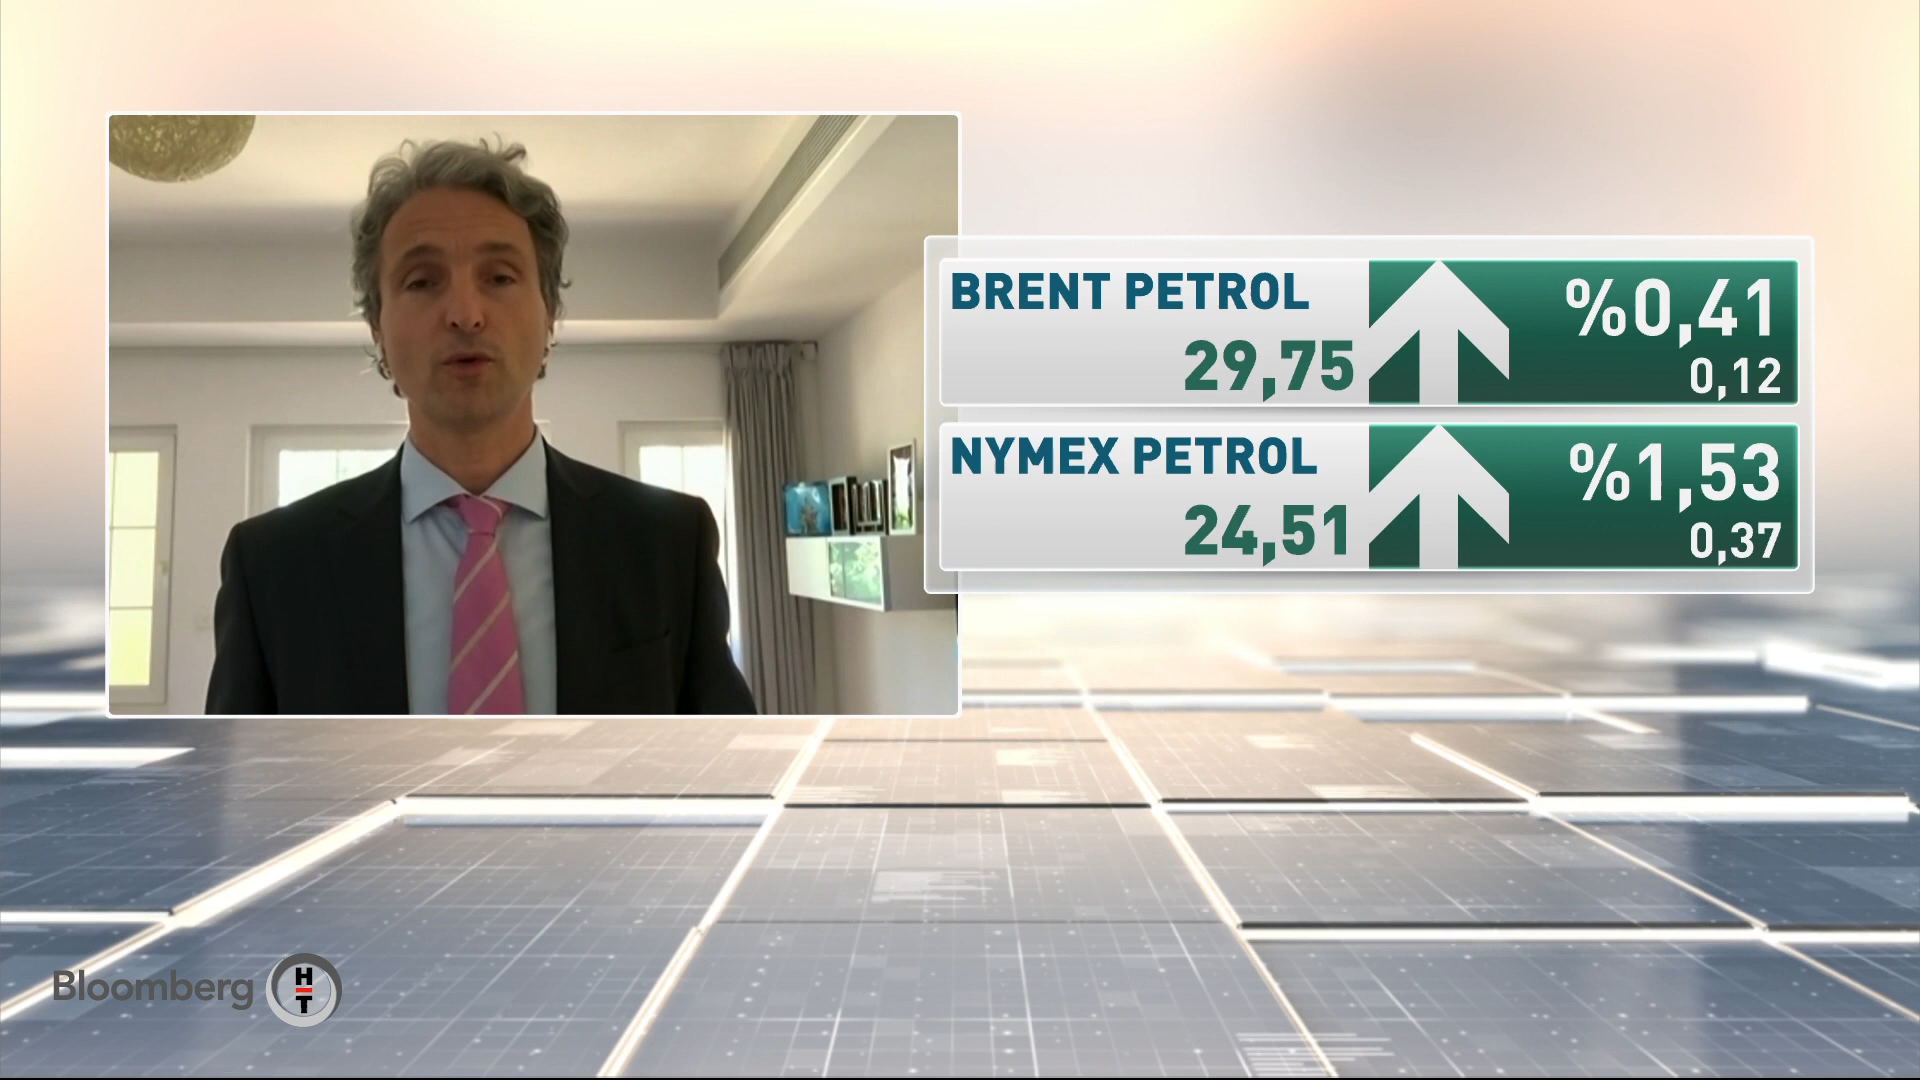 BRENT PETROL
29,75
%0,41
0,12
NYMEX PETROL
24,51
%1,53
0,37
Bloomberg HT